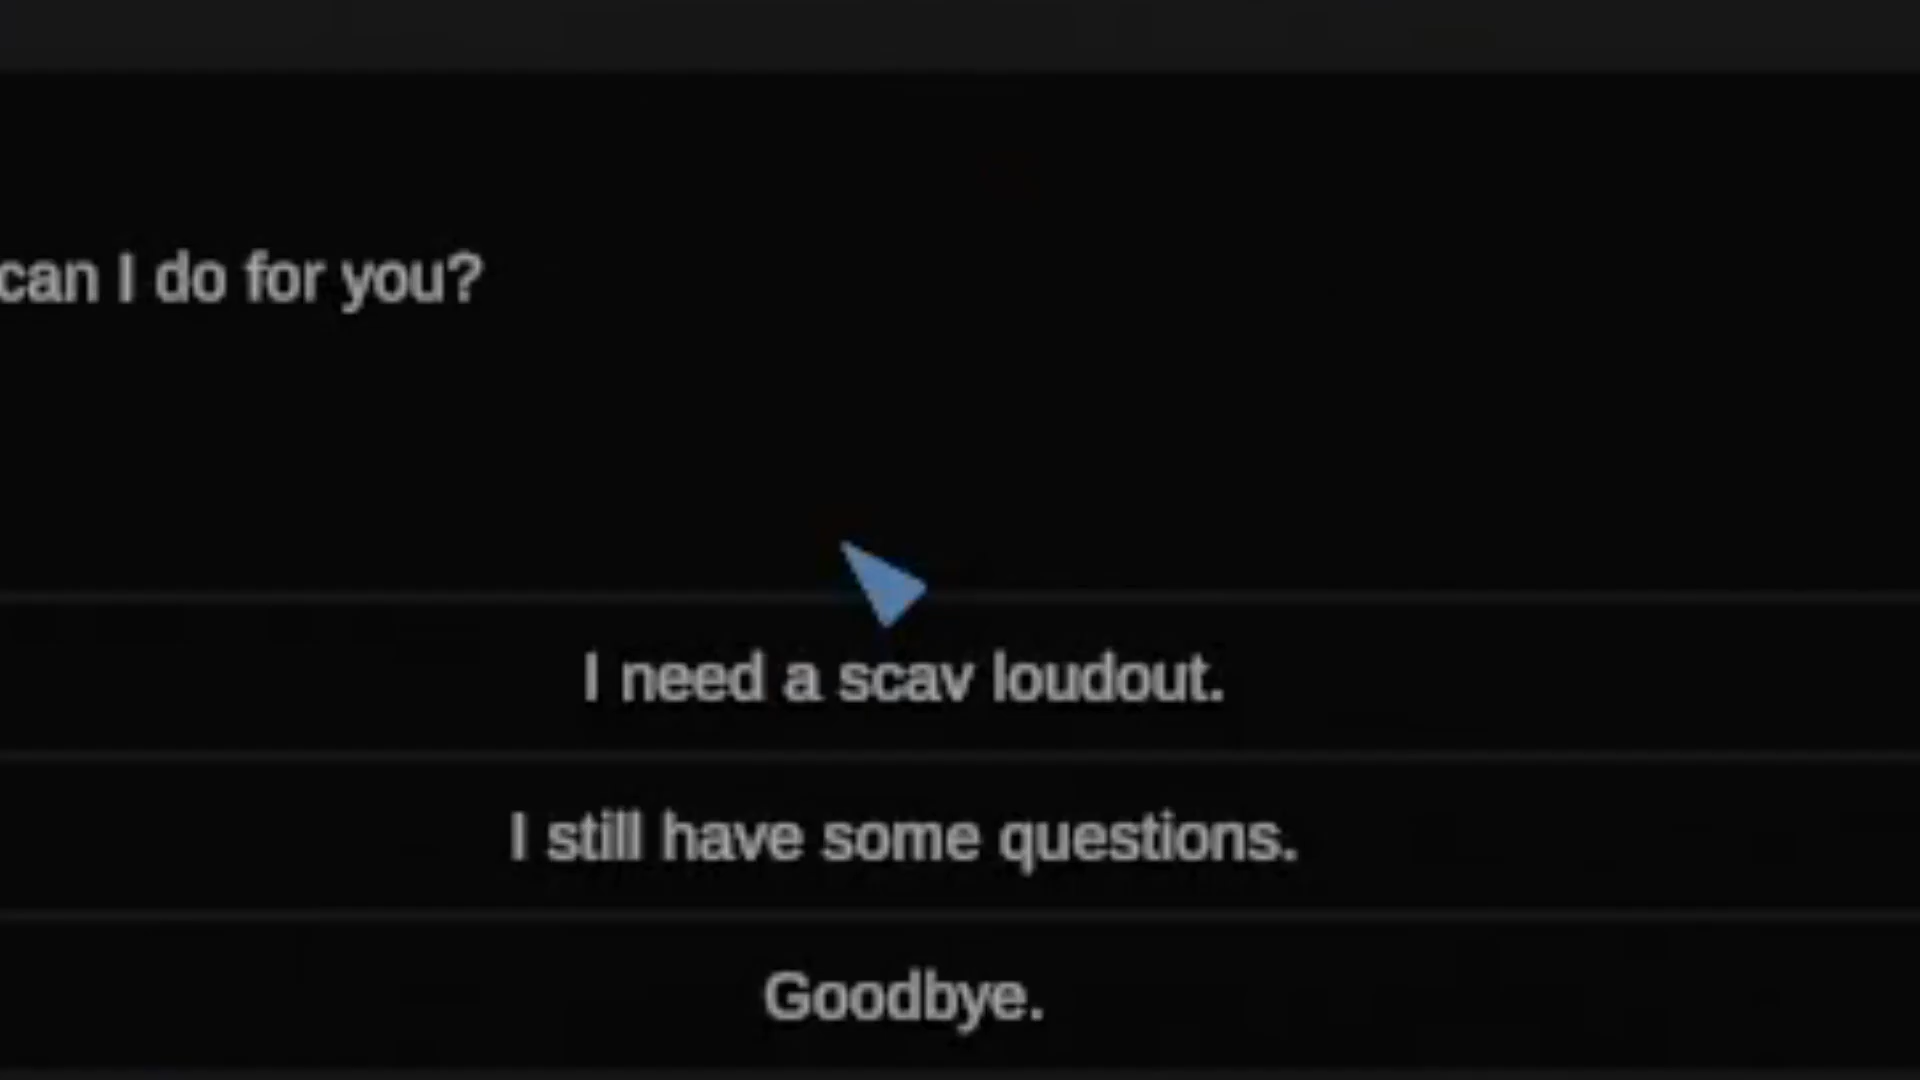 can I do for you?
I need a scav loudout.
I still have some questions.
Goodbye.